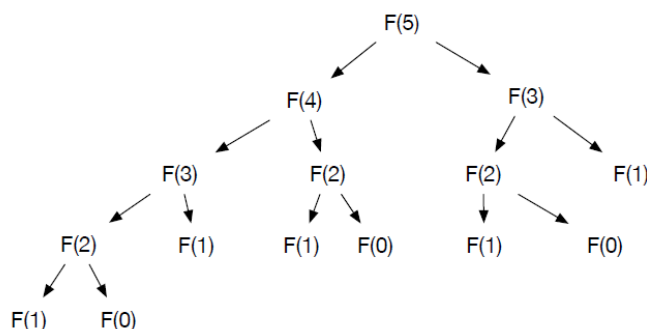 F(5)
F(4) F(3)
F(3) F(2) F(2) F(1)
F(2) F(1) F(1) F(0) F(1) F(0)
F(1) F(0)